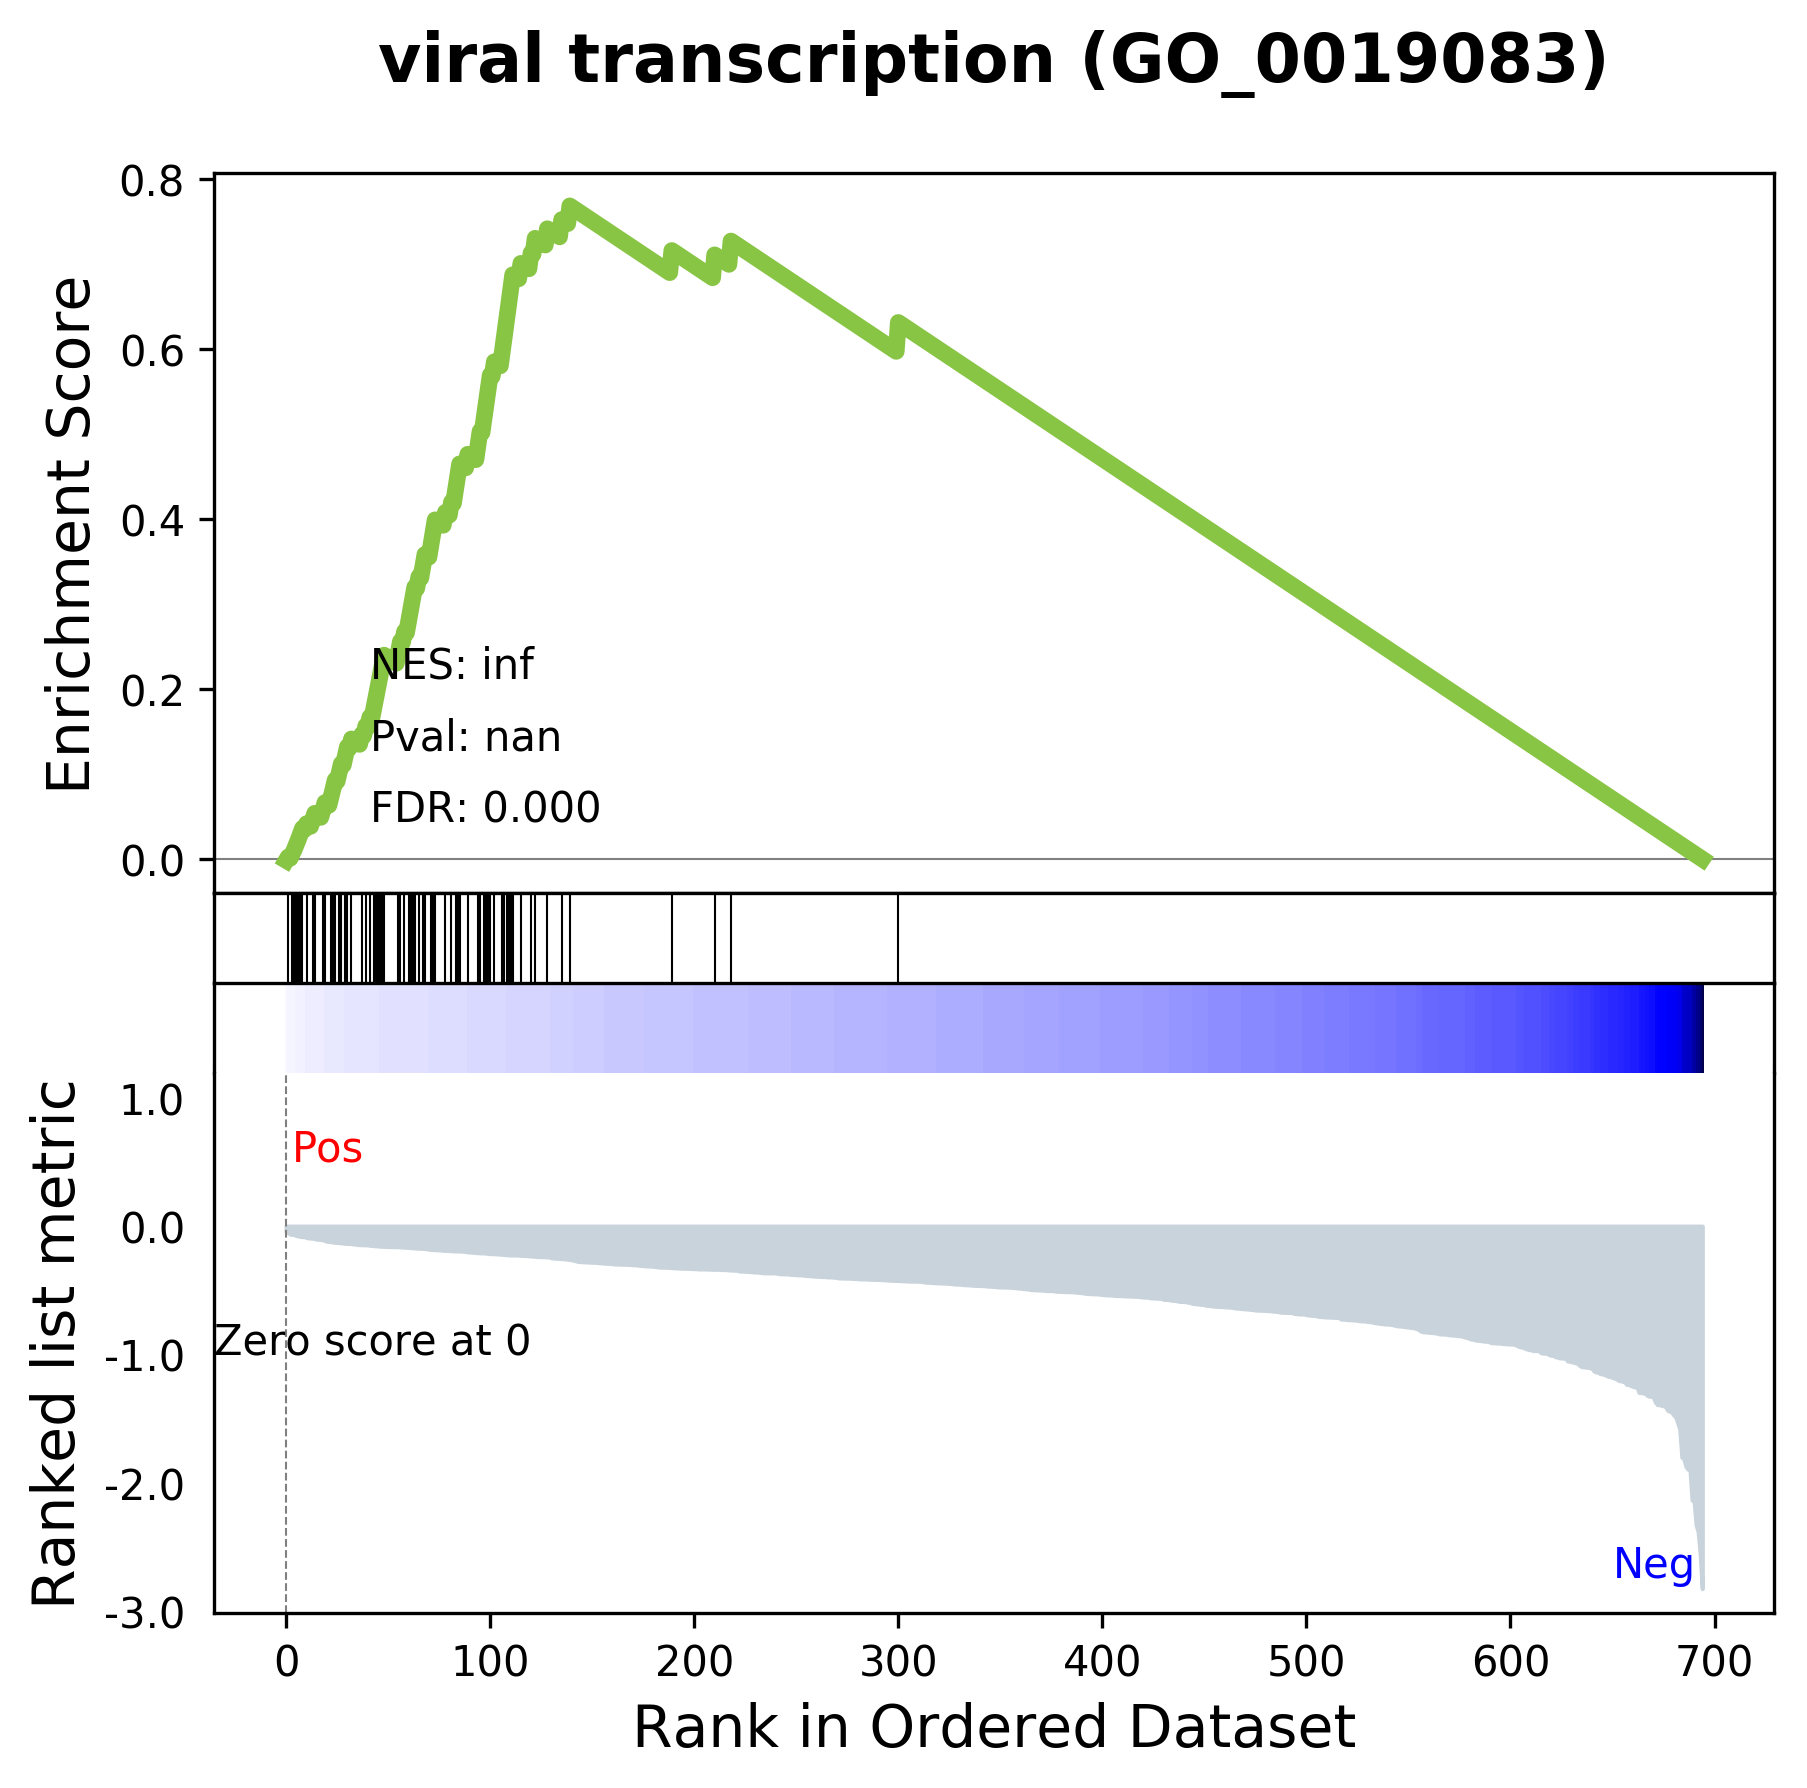 viral transcription (GO_0019083)
Enrichment Score
0.8
0.6
0.4
0.2
0.0
NES: inf
Pval: nan
FDR: 0.000
Ranked list metric
1.0
0.0
-1.0
-2.0
-3.0
Pos
Zero score at 0
Neg
0 100 200 300 400 500 600 700
Rank in Ordered Dataset